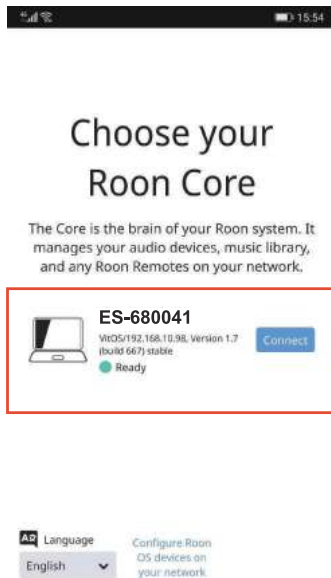 4G 15:54
Choose your
Roon Core
The Core is the brain of your Roon system. It
manages your audio devices, music library,
and any Roon Remotes on your network.
ES-680041
VitOS/192.168.10.98, Version 1.7
(build 667) stable
Connect
Ready
Language
Configure Roon
OS devices on
your network
English